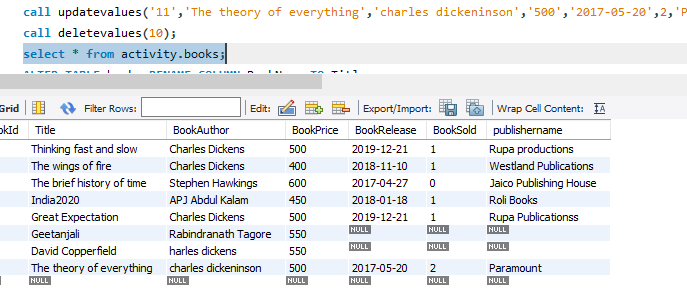 call updatevalues('11','The theory of everything','charles dickeninson','500','2017-05-20',2,'P
call deletevalues(10);
select * from activity.books;
Grid Filter Rows: Edit: Export/Import: Wrap Cell Content:
okId Title BookAuthor BookPrice BookRelease BookSold publishername
Thinking fast and slow Charles Dickens 500 2019-12-21 1 Rupa productions
The wings of fire Charles Dickens 400 2018-11-10 1 Westland Publications
The brief history of time Stephen Hawkings 600 2017-04-27 0 Jaico Publishing House
India2020 APJ Abdul Kalam 450 2018-01-18 1 Roli Books
Great Expectation Charles Dickens 500 2019-12-21 1 Rupa Publicationss
Geetanjali Rabindranath Tagore 550 NULL NULL NULL
David Copperfield harles dickens 550 NULL NULL NULL
The theory of everything charles dickeninson 500 2017-05-20 2 Paramount
NULL NULL NULL NULL NULL NULL